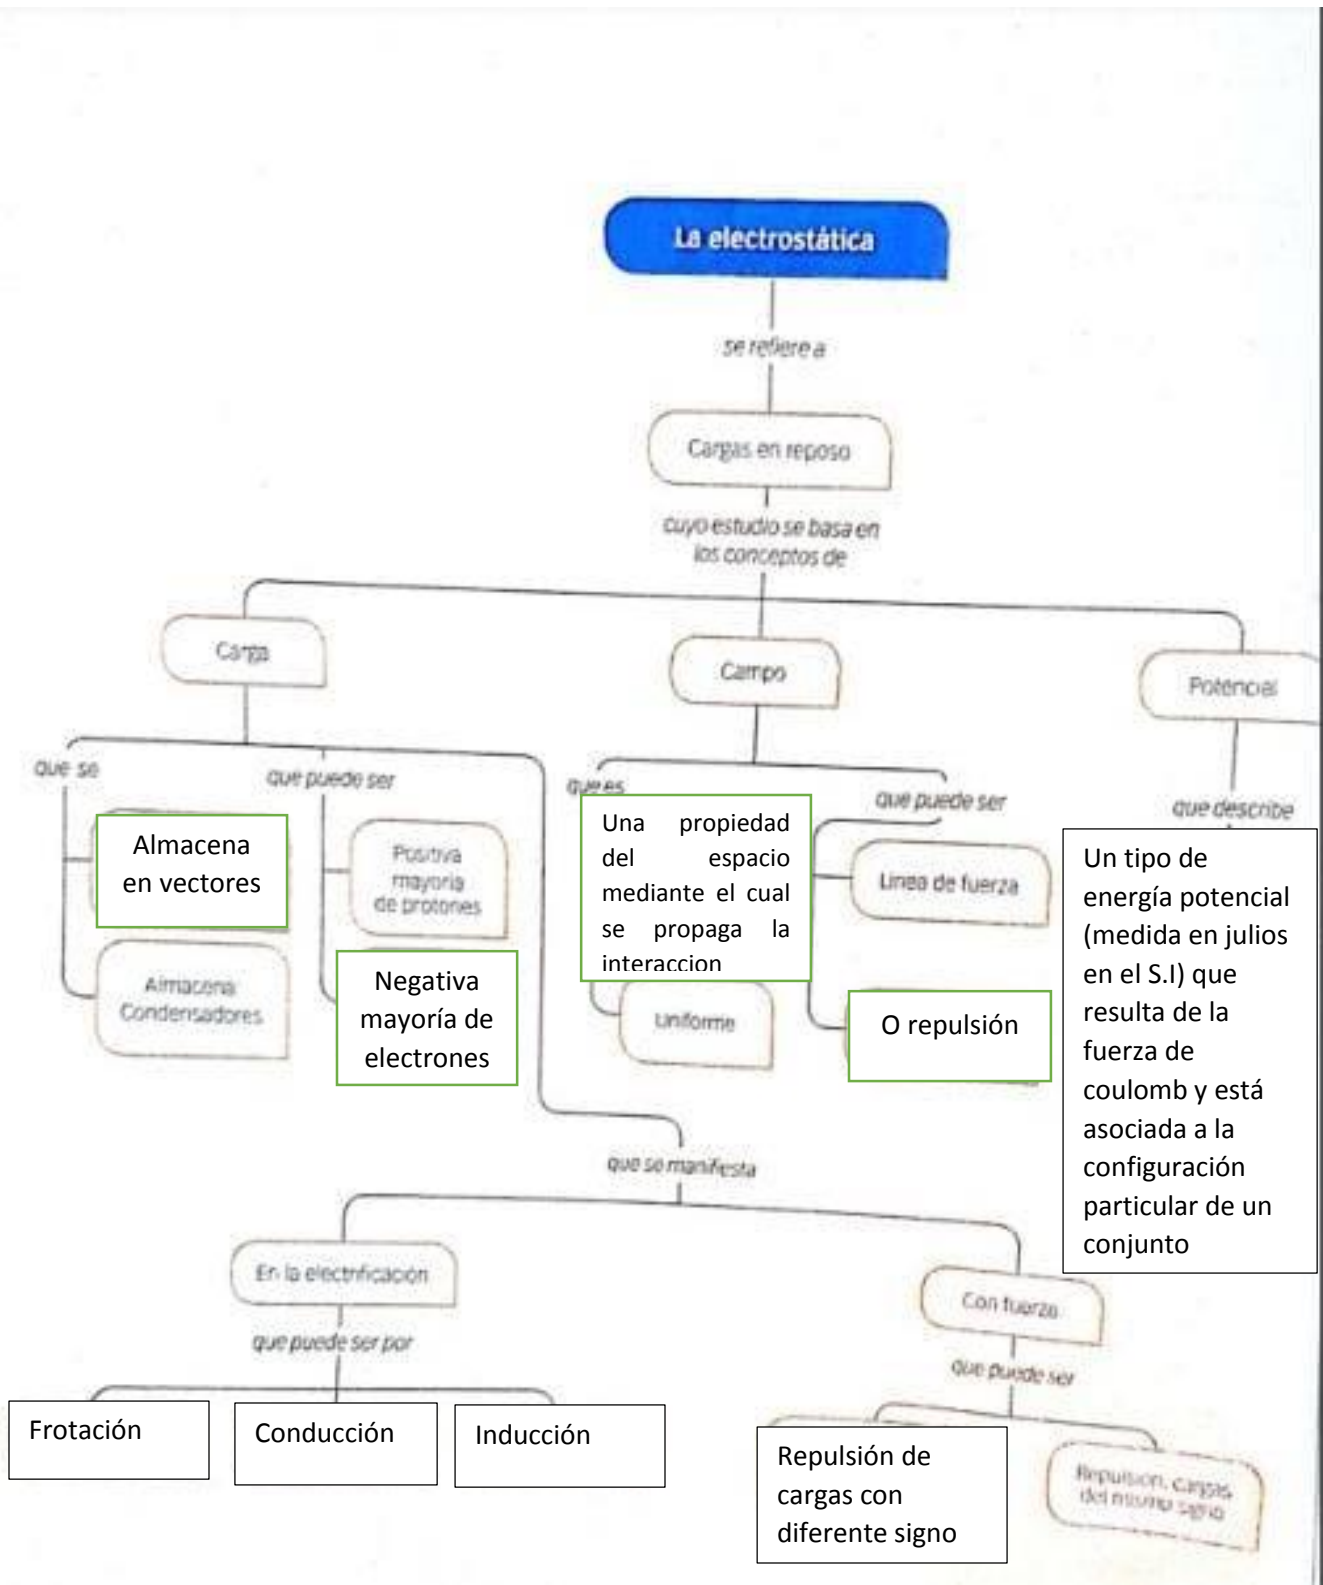 La electrostática
se refiere a
Cargas en reposo
cuyo estudio se basa en
los conceptos de
Carga
Campo
Potencial
que se
que puede ser
que es
que puede ser
que describe
Almacena
en vectores
Positiva
mayoría
de protones
Una propiedad
del espacio
mediante el cual
se propaga la
interaccion
Linea de fuerza
Un tipo de
energía potencial
(medida en julios
en el S.I) que
resulta de la
fuerza de
coulomb y está
asociada a la
configuración
particular de un
conjunto
Almacena
Condensadores
Negativa
mayoría de
electrones
Uniforme
O repulsión
que se manifiesta
En la electrificación
Con fuerza
que puede ser por
que puede ser
Frotación
Conducción
Inducción
Repulsión de
cargas con
diferente signo
Repulsión, cargas
del mismo signo